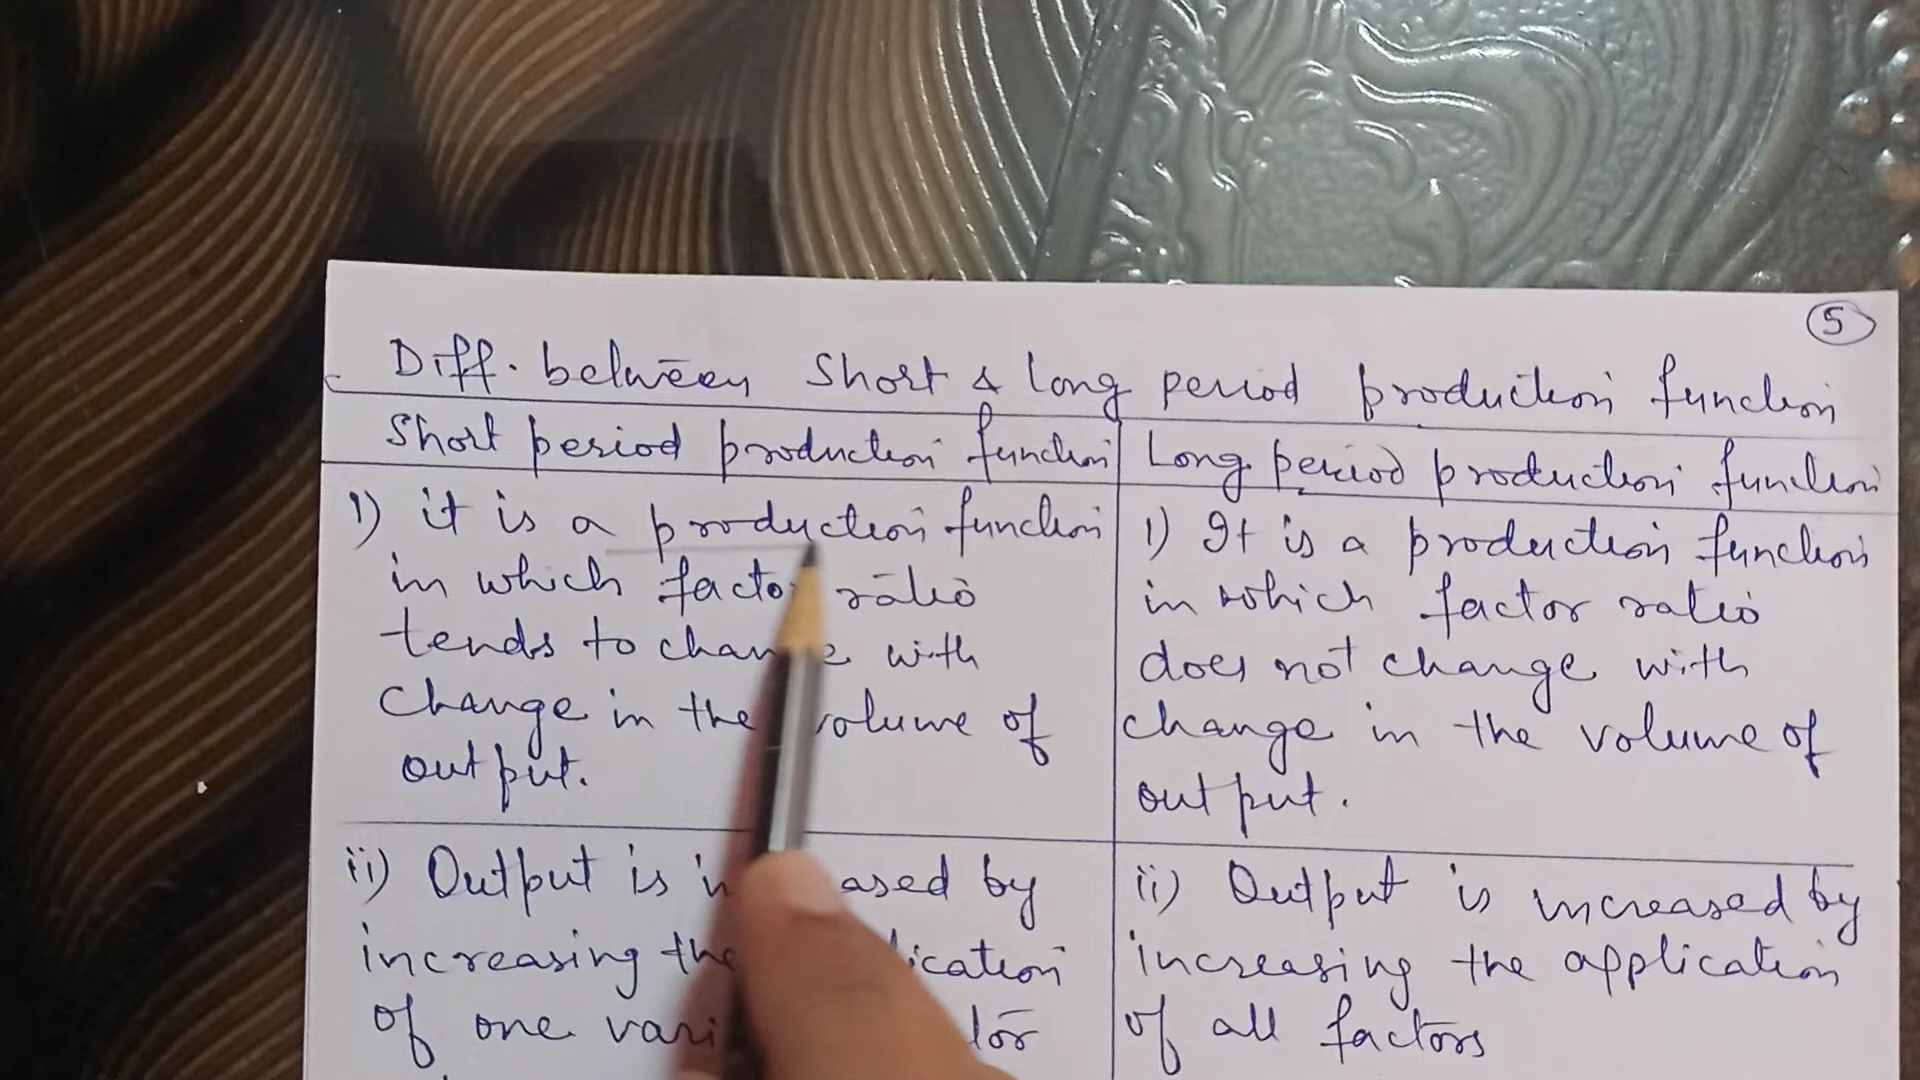 5
Diff. between Short & Long period production function
Short period production function
1) it is a production function
in which factor ratio
tends to change with
change in the volume of
output.
ii) Output is by
increasing the
of one
Long period production function
1) It is a production function
in which factor ratio
does not change with
change in the volume of
output.
ii) Output is increased by
increasing the application
of all factors